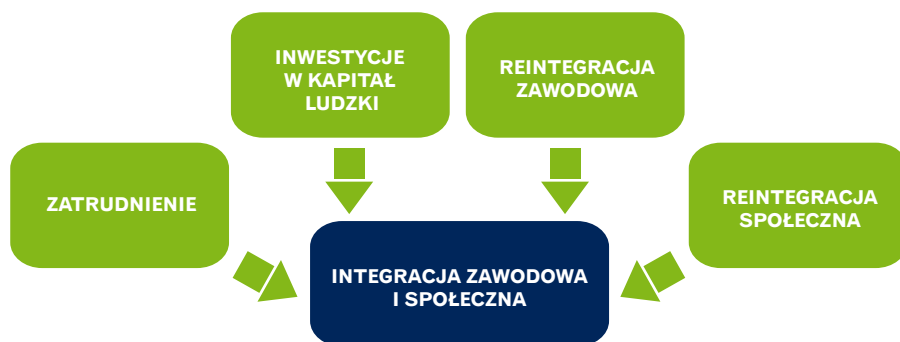 INWESTYCJE
W KAPITAŁ
LUDZKI
REINTEGRACJA
ZAWODOWA
ZATRUDNIENIE
REINTEGRACJA
SPOŁECZNA
INTEGRACJA ZAWODOWA
I SPOŁECZNA